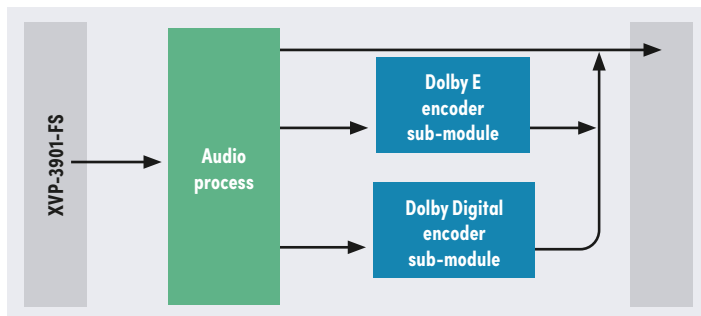 XVP-3901-FS
Audio
process
Dolby E
encoder
sub-module
Dolby Digital
encoder
sub-module